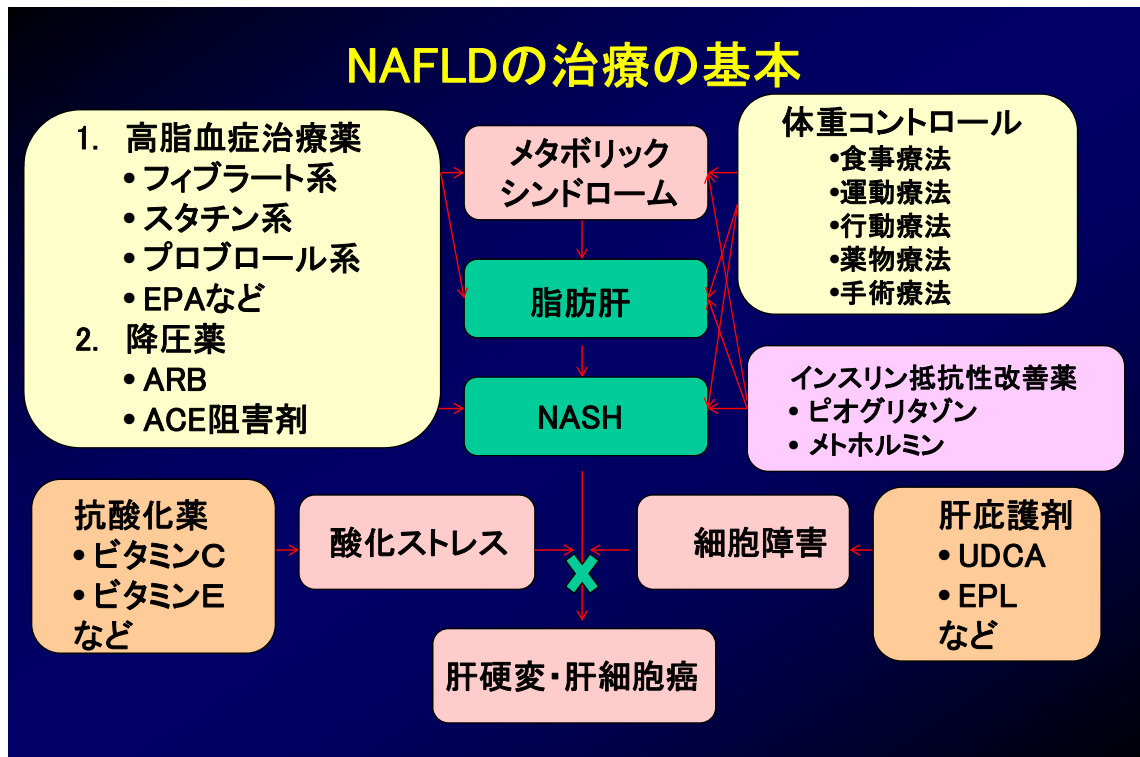 NAFLDの治療の基本
1. 高脂血症治療薬
•フィブラート系
•スタチン系
•プロブロール系
•EPAなど
2. 降圧薬
•ARB
•ACE阻害剤
メタボリック
シンドローム
体重コントロール
•食事療法
•運動療法
•行動療法
•薬物療法
•手術療法
脂肪肝
インスリン抵抗性改善薬
•ピオグリタゾン
•メトホルミン
NASH
抗酸化薬
•ビタミンC
•ビタミンE
など
酸化ストレス
細胞障害
肝庇護剤
•UDCA
•EPL
など
肝硬変・肝細胞癌